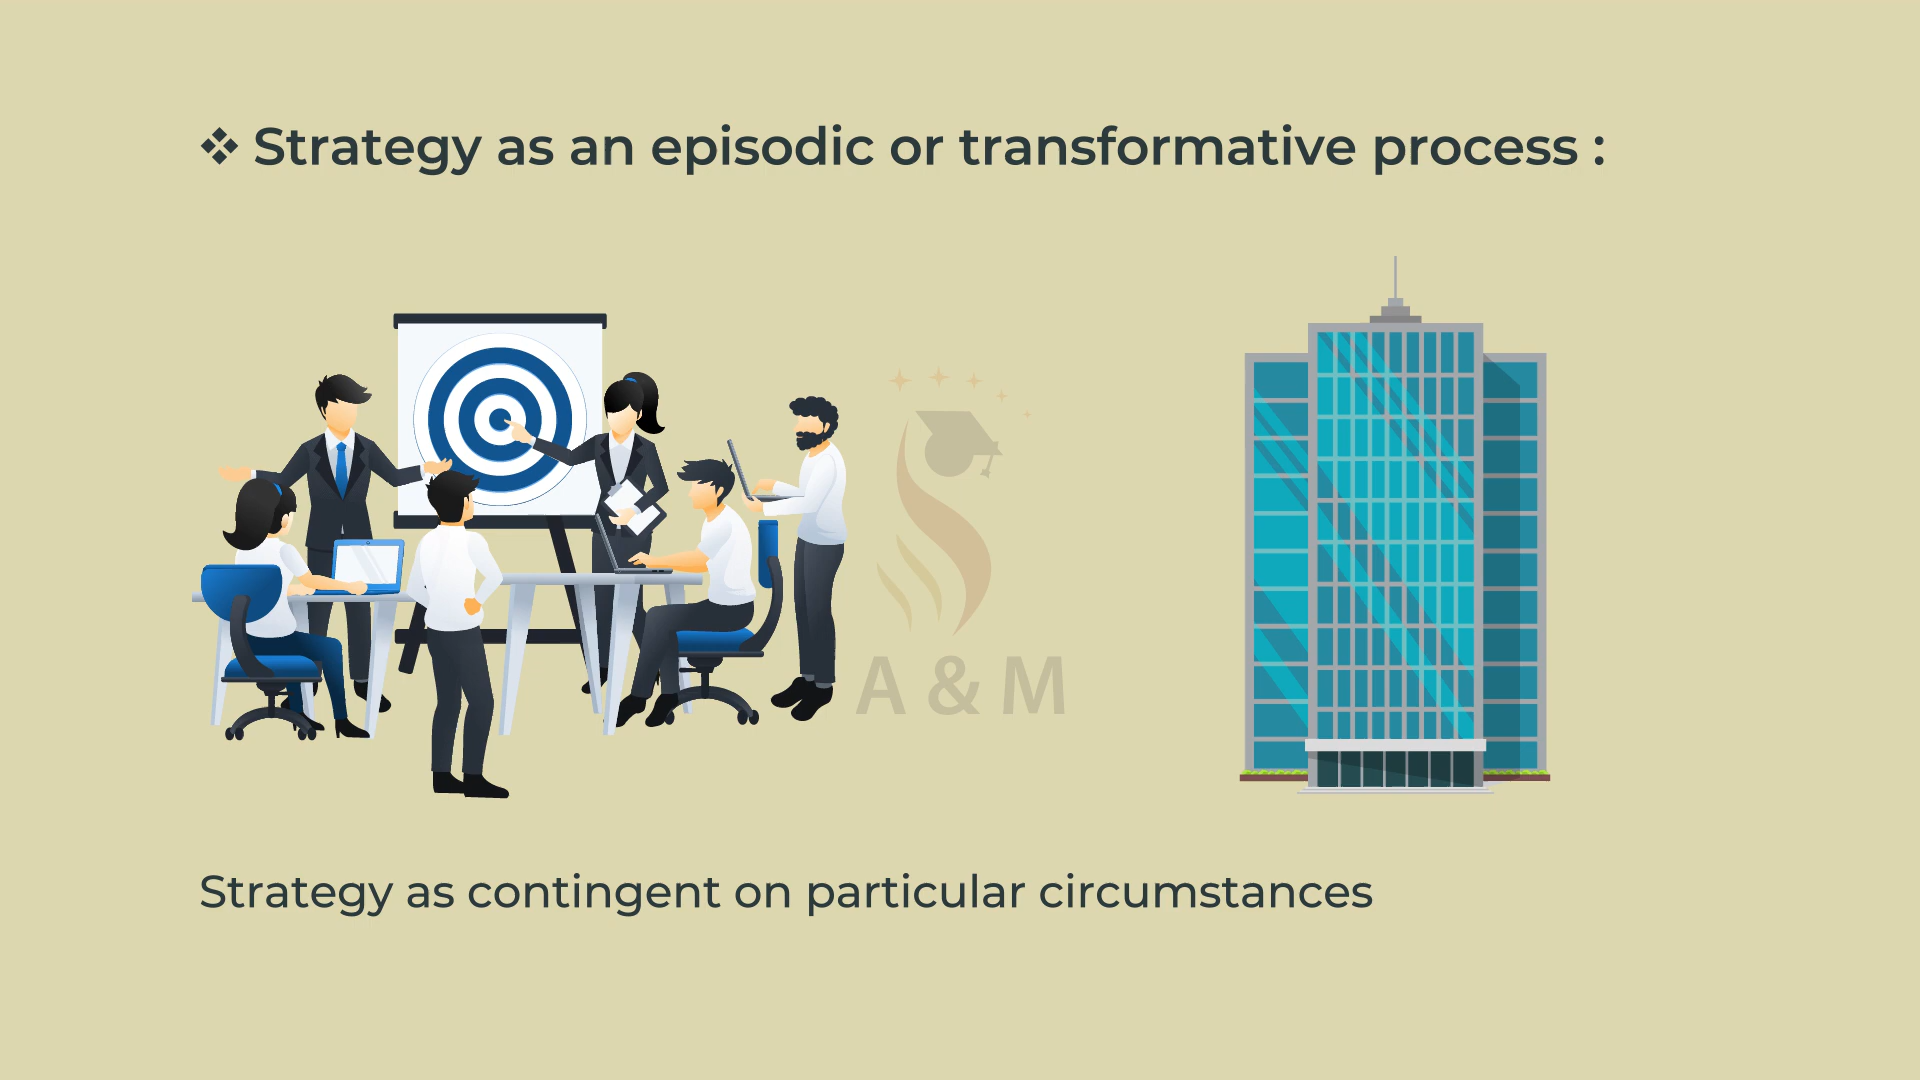 ❖ Strategy as an episodic or transformative process :
A & M
Strategy as contingent on particular circumstances